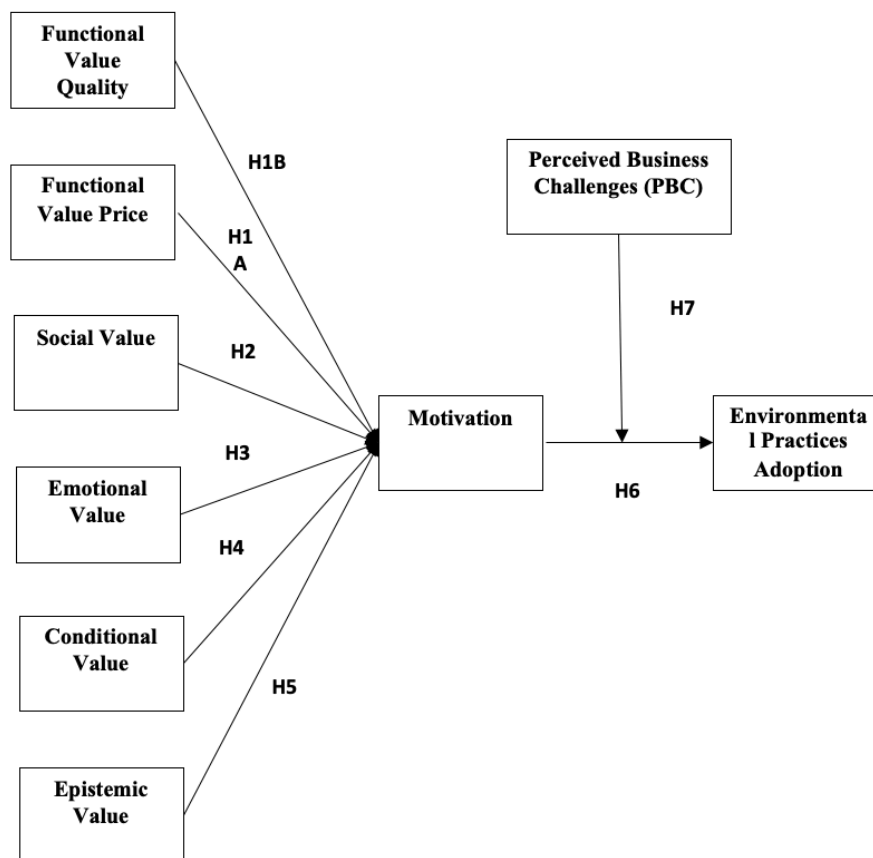 Functional
Value
Quality
H1B
Functional
Value Price
H1
A
Social Value
H2
Emotional
Value
H3
Conditional
Value
H4
Epistemic
Value
H5
Motivation
Perceived Business
Challenges (PBC)
H7
H6
Environmenta
l Practices
Adoption